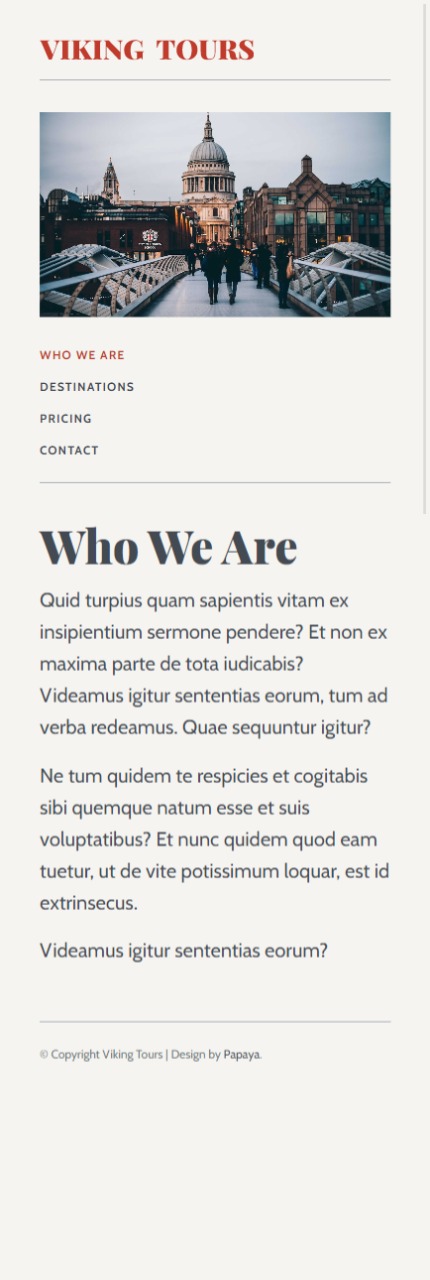 VIKING TOURS
WHO WE ARE
DESTINATIONS
PRICING
CONTACT
Who We Are
Quid turpius quam sapientis vitam ex
insipientium sermone pendere? Et non ex
maxima parte de tota iudicabis?
Videamus igitur sententias eorum, tum ad
verba redeamus. Quae sequuntur igitur?
Ne tum quidem te respicies et cogitabis
sibi quemque natum esse et suis
voluptatibus? Et nunc quidem quod eam
tuetur, ut de vite potissimum loquar, est id
extrinsecus.
Videamus igitur sententias eorum?
© Copyright Viking Tours | Design by Papaya.